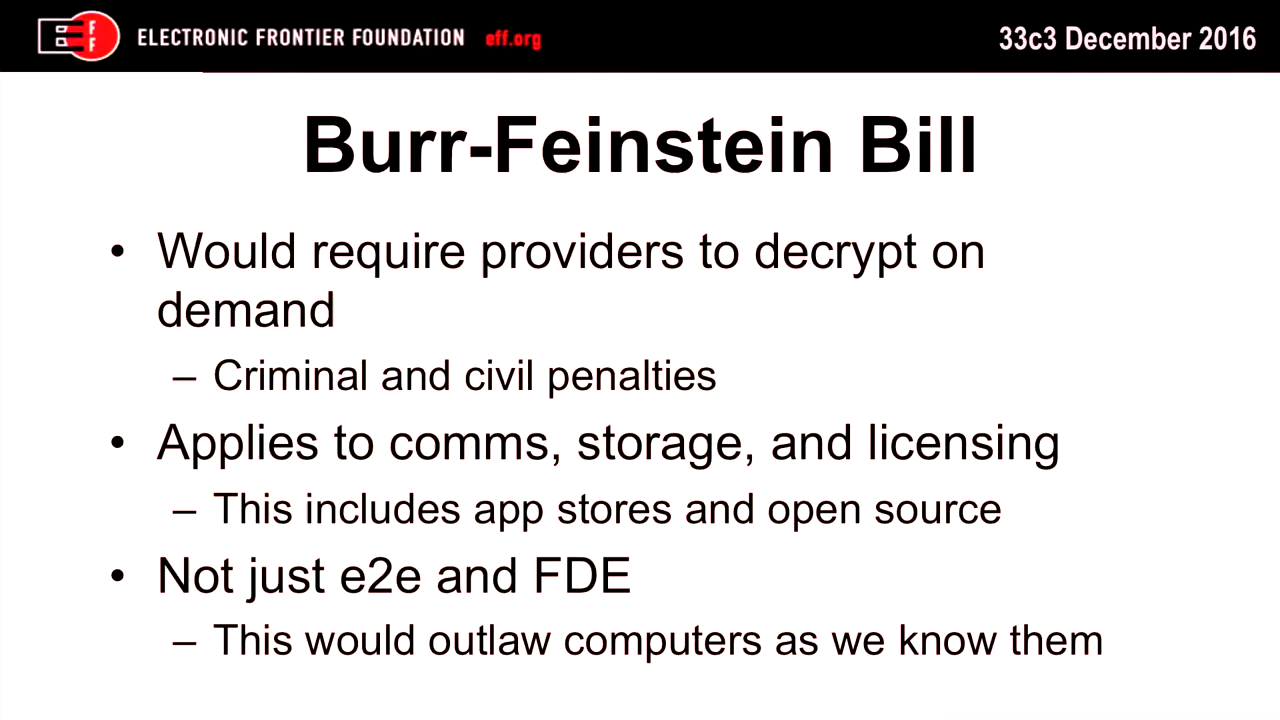 EFF ELECTRONIC FRONTIER FOUNDATION eff.org
33c3 December 2016
Burr-Feinstein Bill
• Would require providers to decrypt on
demand
– Criminal and civil penalties
• Applies to comms, storage, and licensing
– This includes app stores and open source
• Not just e2e and FDE
– This would outlaw computers as we know them